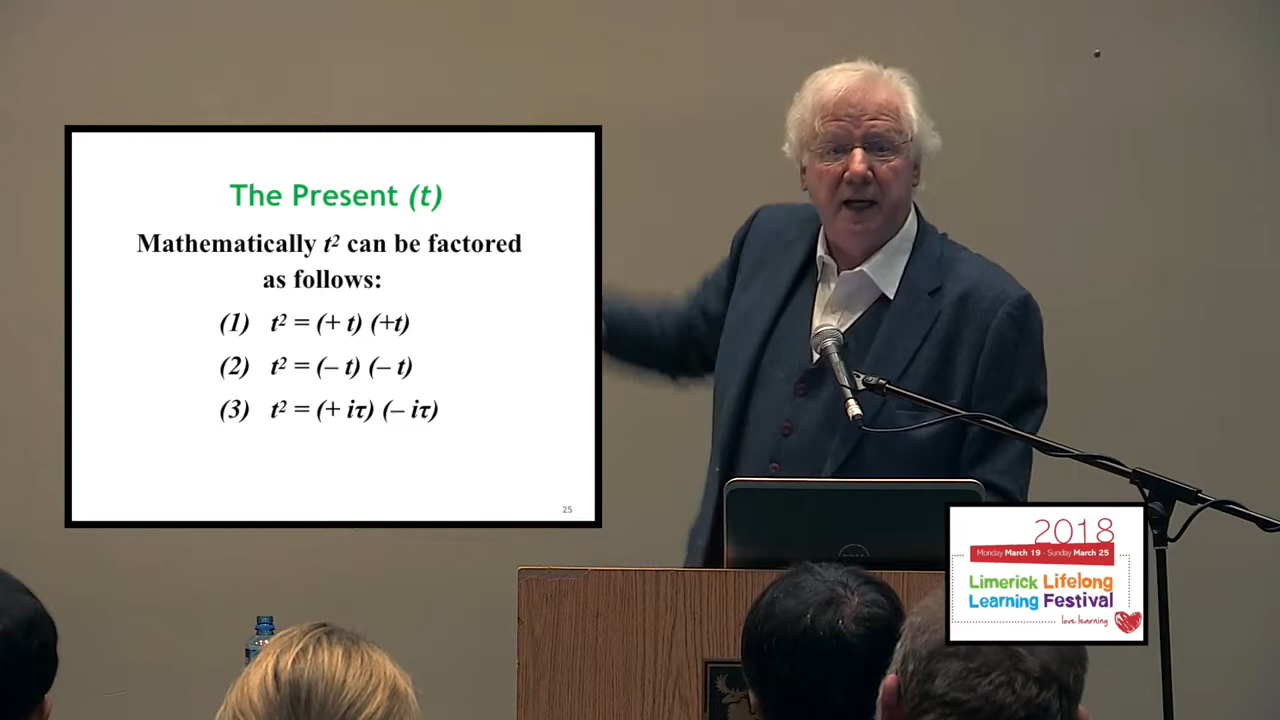 The Present (t)
Mathematically t² can be factored
as follows:
(1) t² = (+ t) (+t)
(2) t² = (– t) (– t)
(3) t² = (+ iτ) (– iτ)
25
2018
Monday March 19 - Sunday March 25
Limerick Lifelong
Learning Festival
love learning